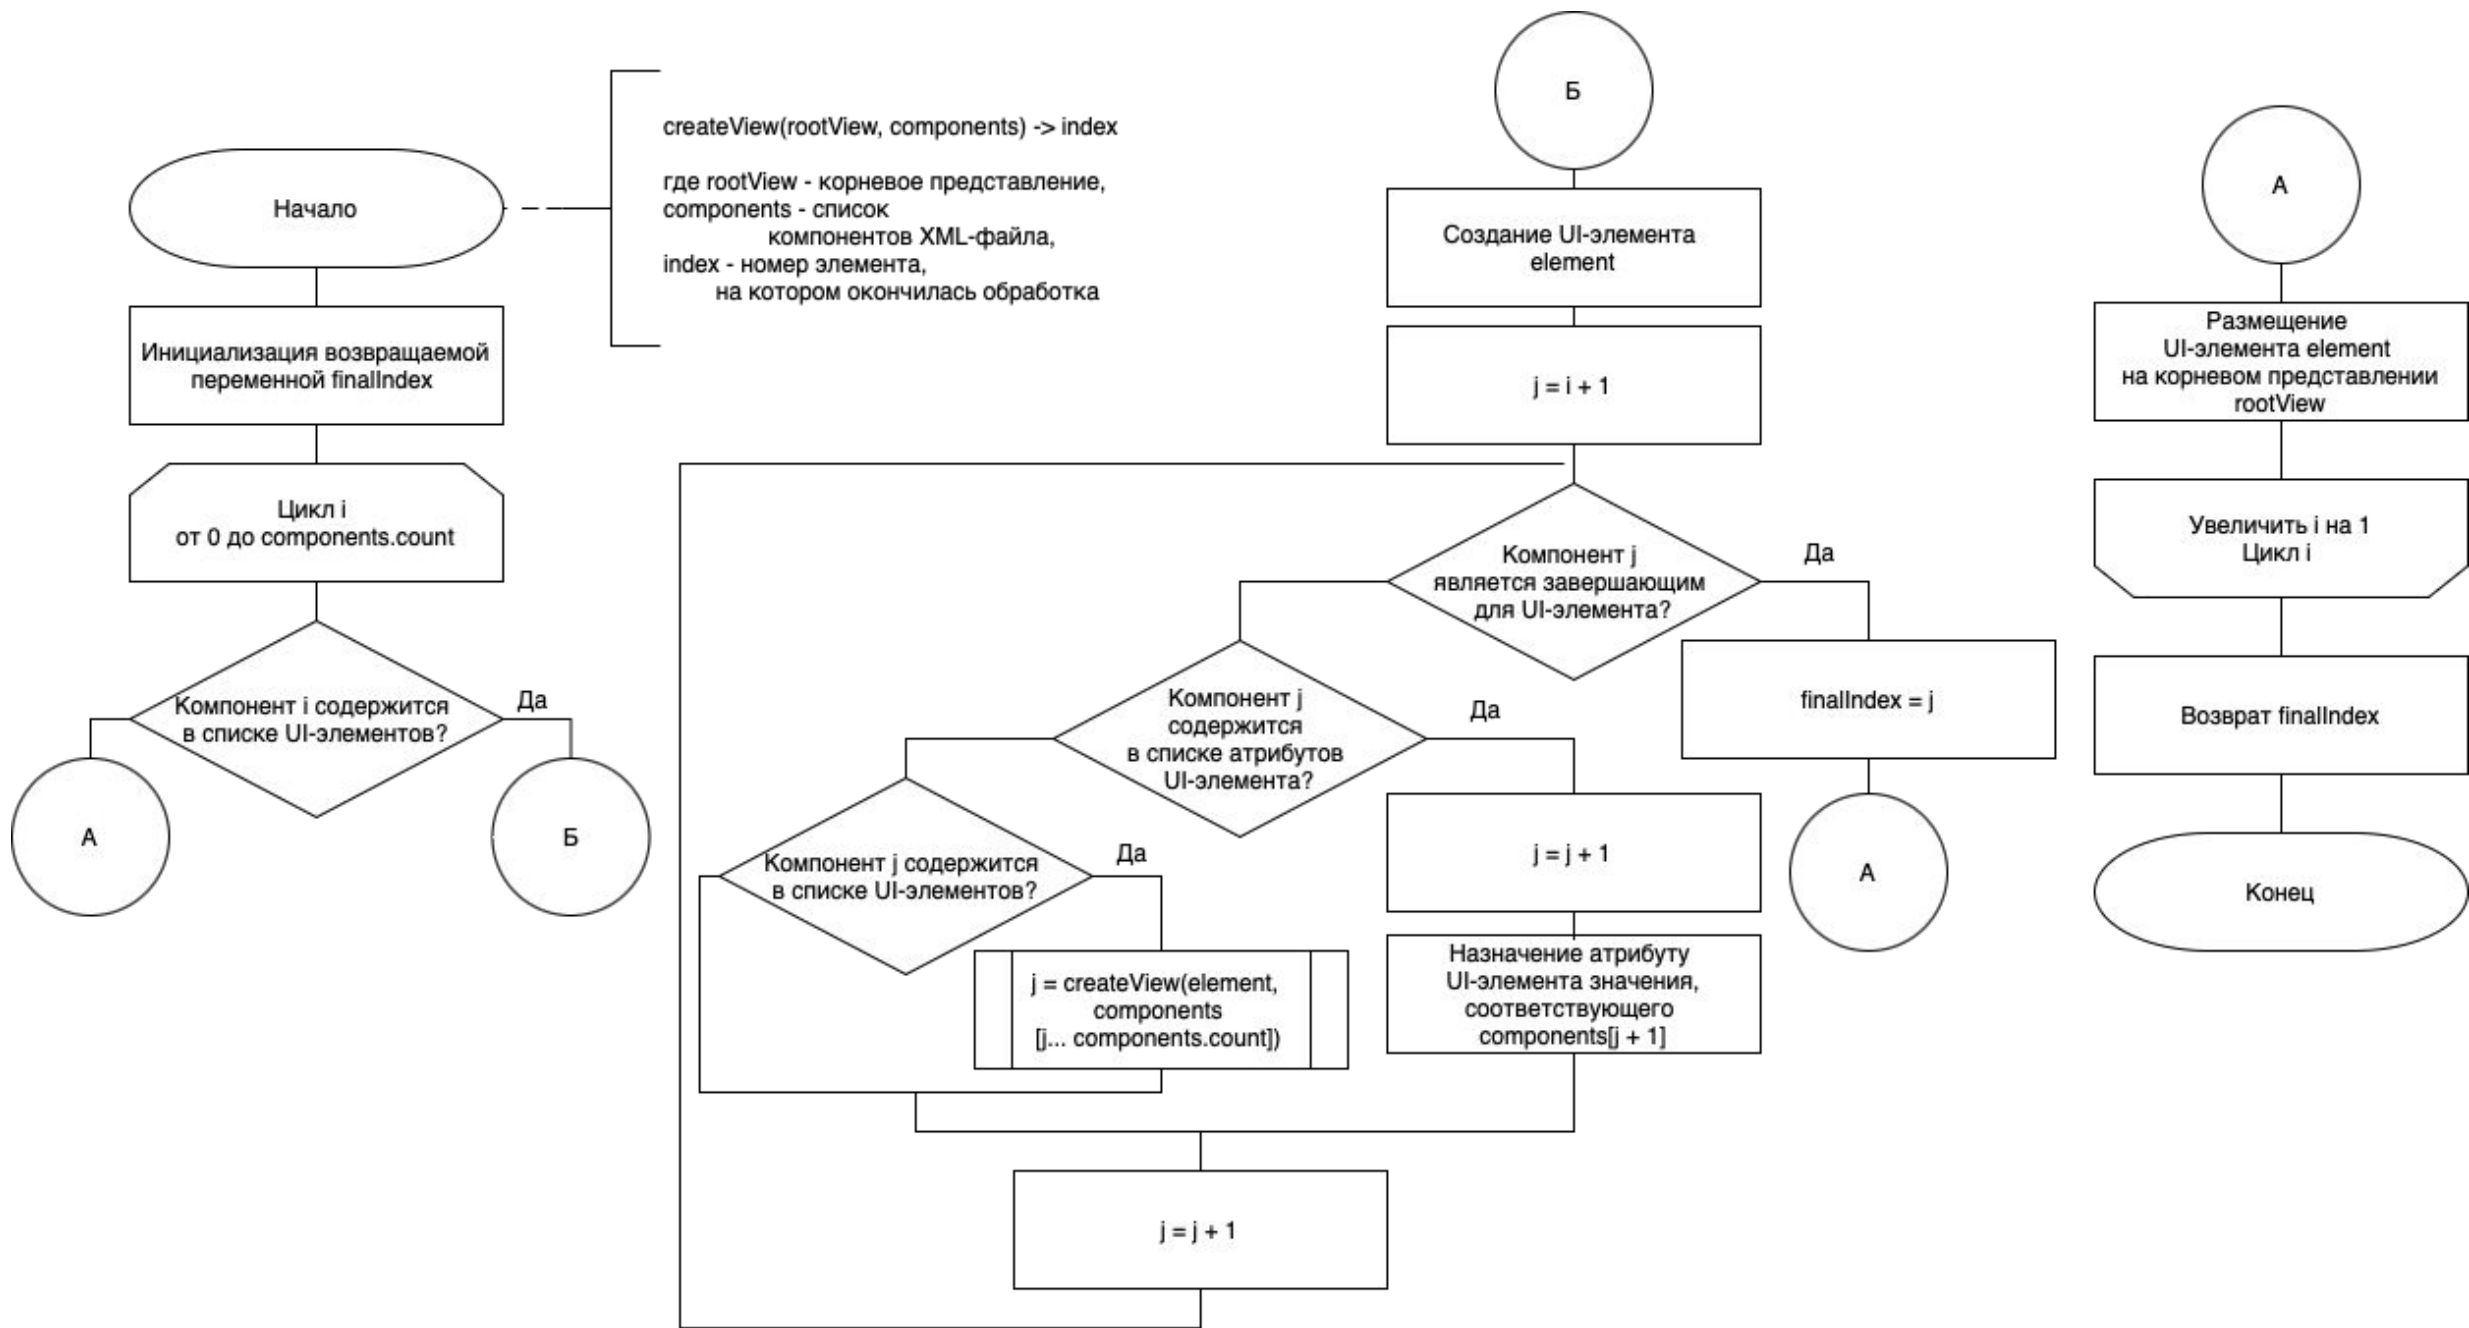 Начало
createView(rootView, components) -> index
где rootView - корневое представление,
components - список
компонентов XML-файла,
index - номер элемента,
на котором окончилась обработка
Инициализация возвращаемой
переменной finalIndex
Цикл i
от 0 до components.count
Компонент i содержится
в списке UI-элементов?
Да
А
Б
Б
Создание UI-элемента
element
j = i + 1
Компонент j
является завершающим
для UI-элемента?
Да
finalIndex = j
А
Компонент j
содержится
в списке атрибутов
UI-элемента?
Да
j = j + 1
Назначение атрибуту
UI-элемента значения,
соответствующего
components[j + 1]
Компонент j содержится
в списке UI-элементов?
Да
j = createView(element,
components
[j... components.count])
j = j + 1
А
Размещение
UI-элемента element
на корневом представлении
rootView
Увеличить i на 1
Цикл i
Возврат finalIndex
Конец